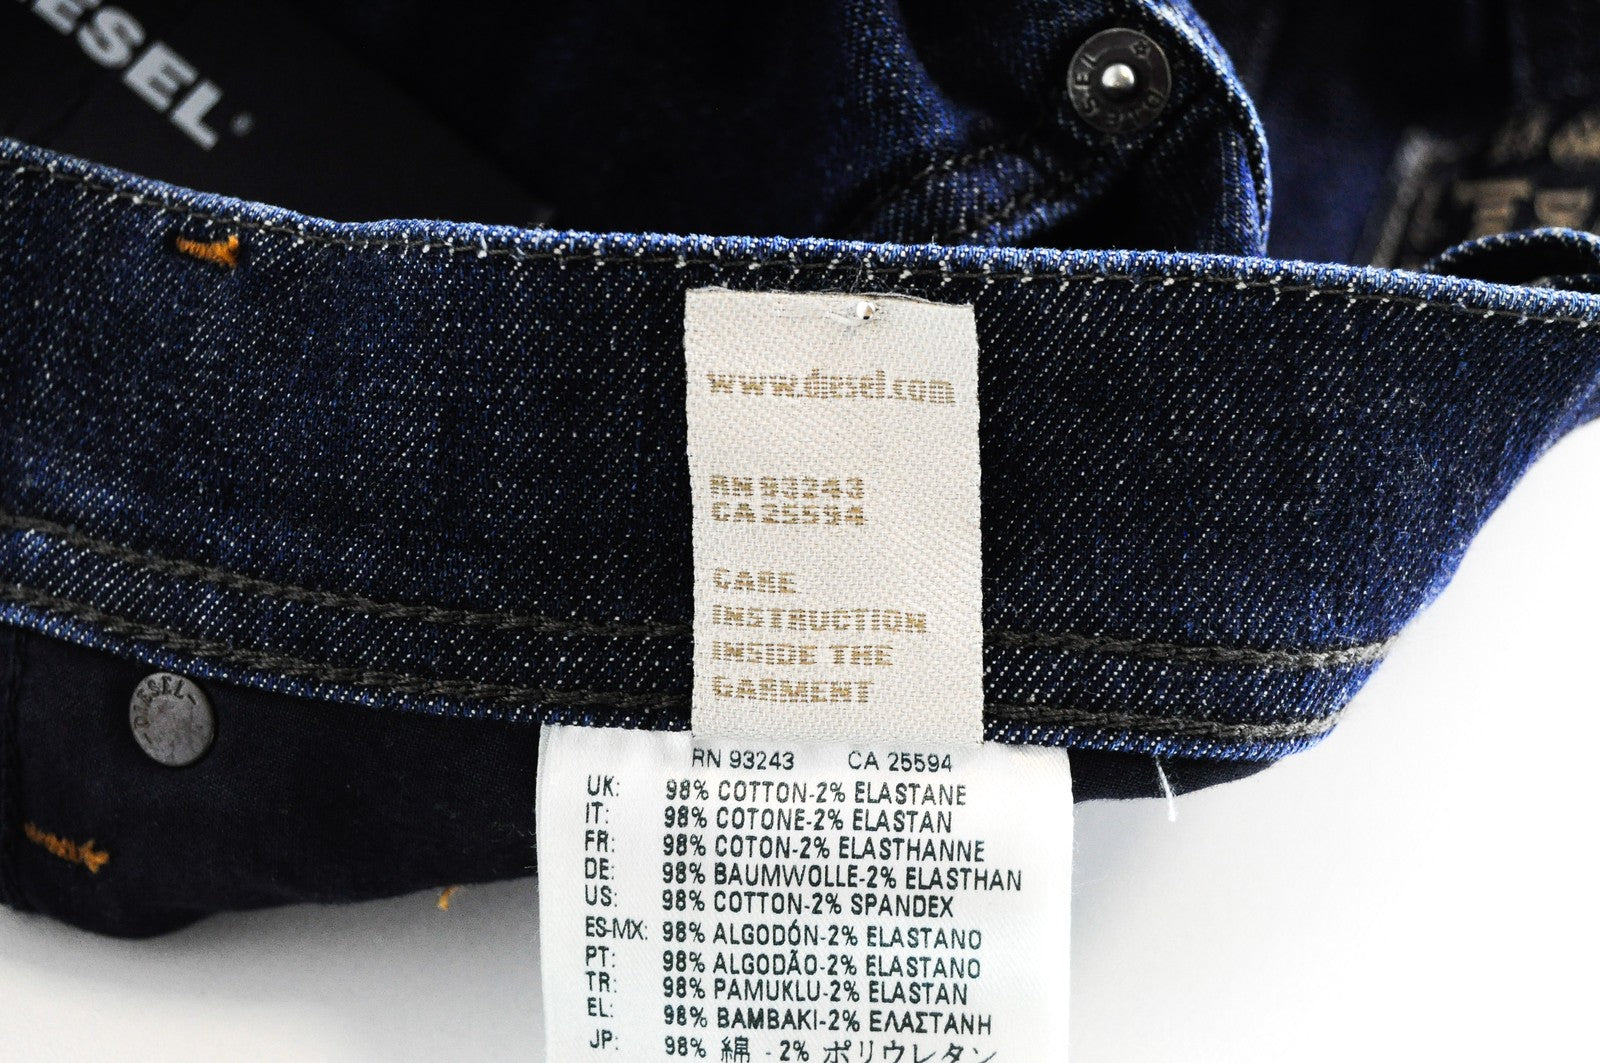 DIESEL
www.diesel.com
RN 93243
CA 25594
CARE
INSTRUCTION
INSIDE THE
GARMENT
DIESEL
RN 93243 CA 25594
UK: 98% COTTON-2% ELASTANE
IT: 98% COTONE-2% ELASTAN
FR: 98% COTON-2% ELASTHANNE
DE: 98% BAUMWOLLE-2% ELASTHAN
US: 98% COTTON-2% SPANDEX
ES-MX: 98% ALGODÓN-2% ELASTANO
PT: 98% ALGODÃO-2% ELASTANO
TR: 98% PAMUKLU-2% ELASTAN
EL: 98% BAMBAKI-2% ΕΛΑΣΤΑΝΗ
JP: 98% 綿 - 2% ポリウレタン